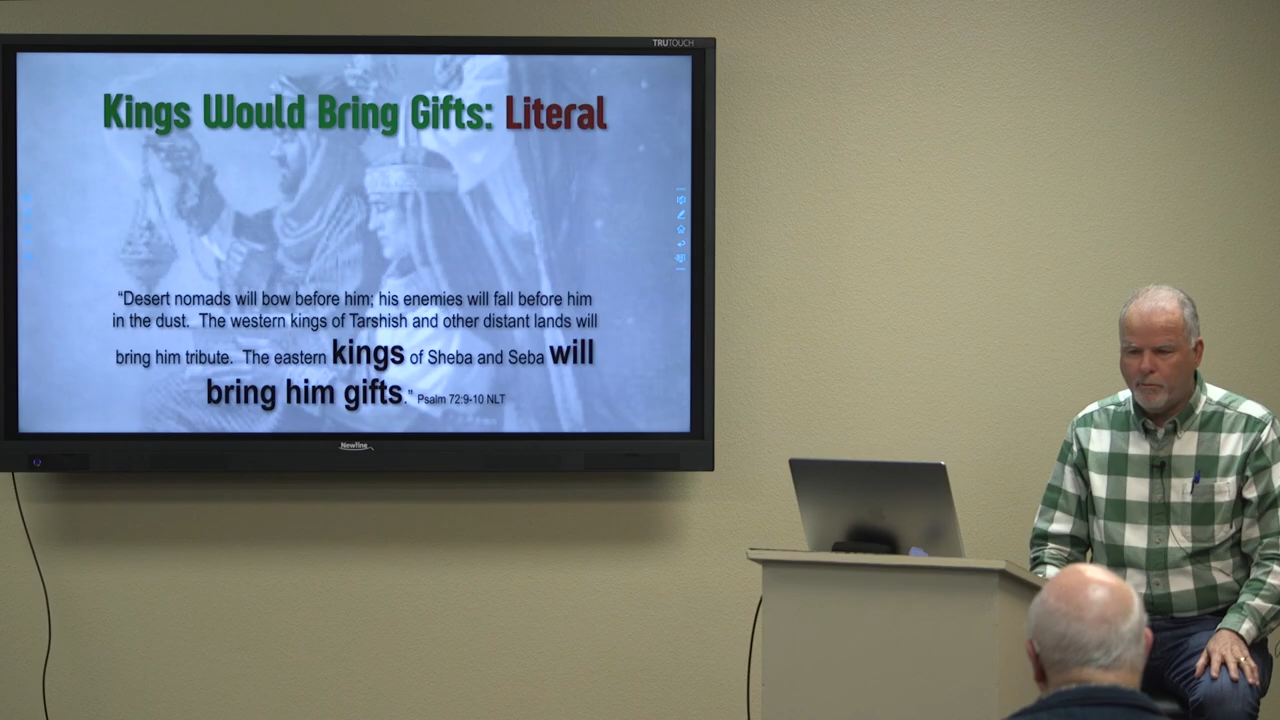 TRUTOUCH
Kings Would Bring Gifts: Literal
“Desert nomads will bow before him; his enemies will fall before him
in the dust. The western kings of Tarshish and other distant lands will
bring him tribute. The eastern kings of Sheba and Seba will
bring him gifts.” Psalm 72:9-10 NLT
Newline